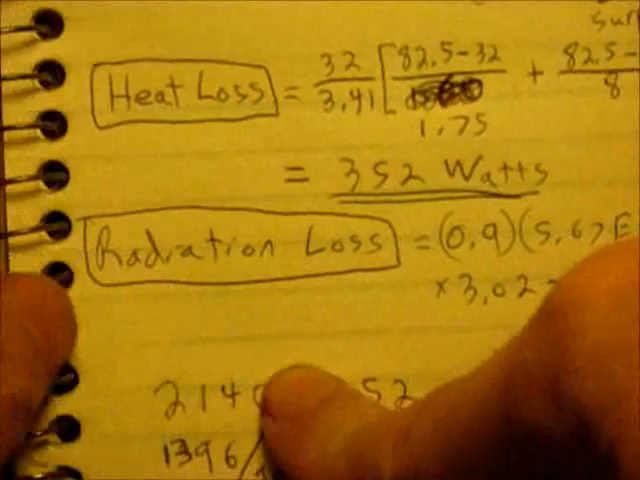 sur
Heat Loss = 32/3.41 [ 82.5-32 / 1.75 + 82.5- / 8
= 352 Watts
Radiation Loss = (0.9)(5.67E
x 3.02
214 52
1396/